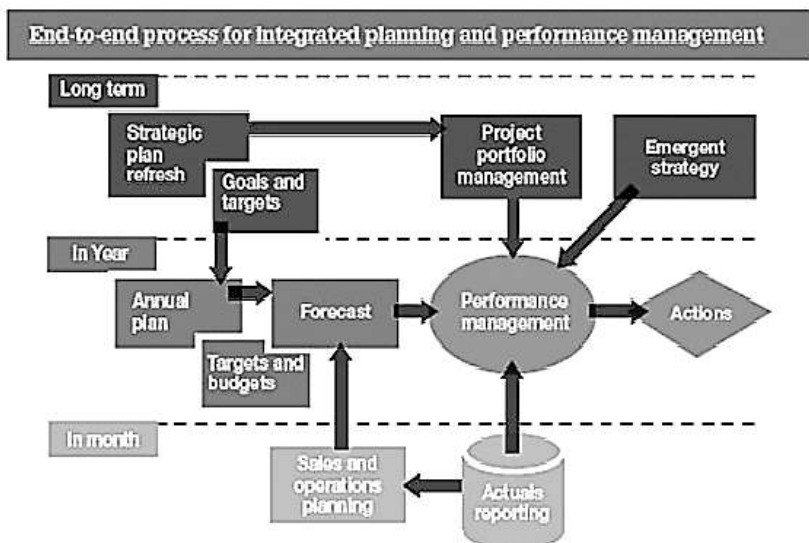 End-to-end process for integrated planning and performance management
Long term
Strategic
plan
refresh
Goals and
targets
Project
portfolio
management
Emergent
strategy
In Year
Annual
plan
Targets and
budgets
Forecast
Performance
management
Actions
In month
Sales and
operations
planning
Actuals
reporting